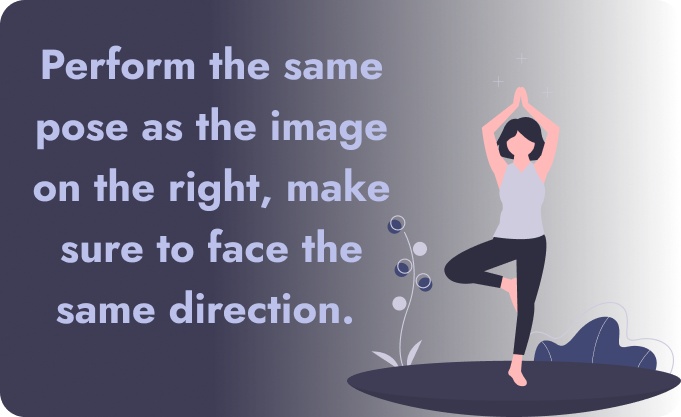 Perform the same
pose as the image
on the right, make
sure to face the
same direction.